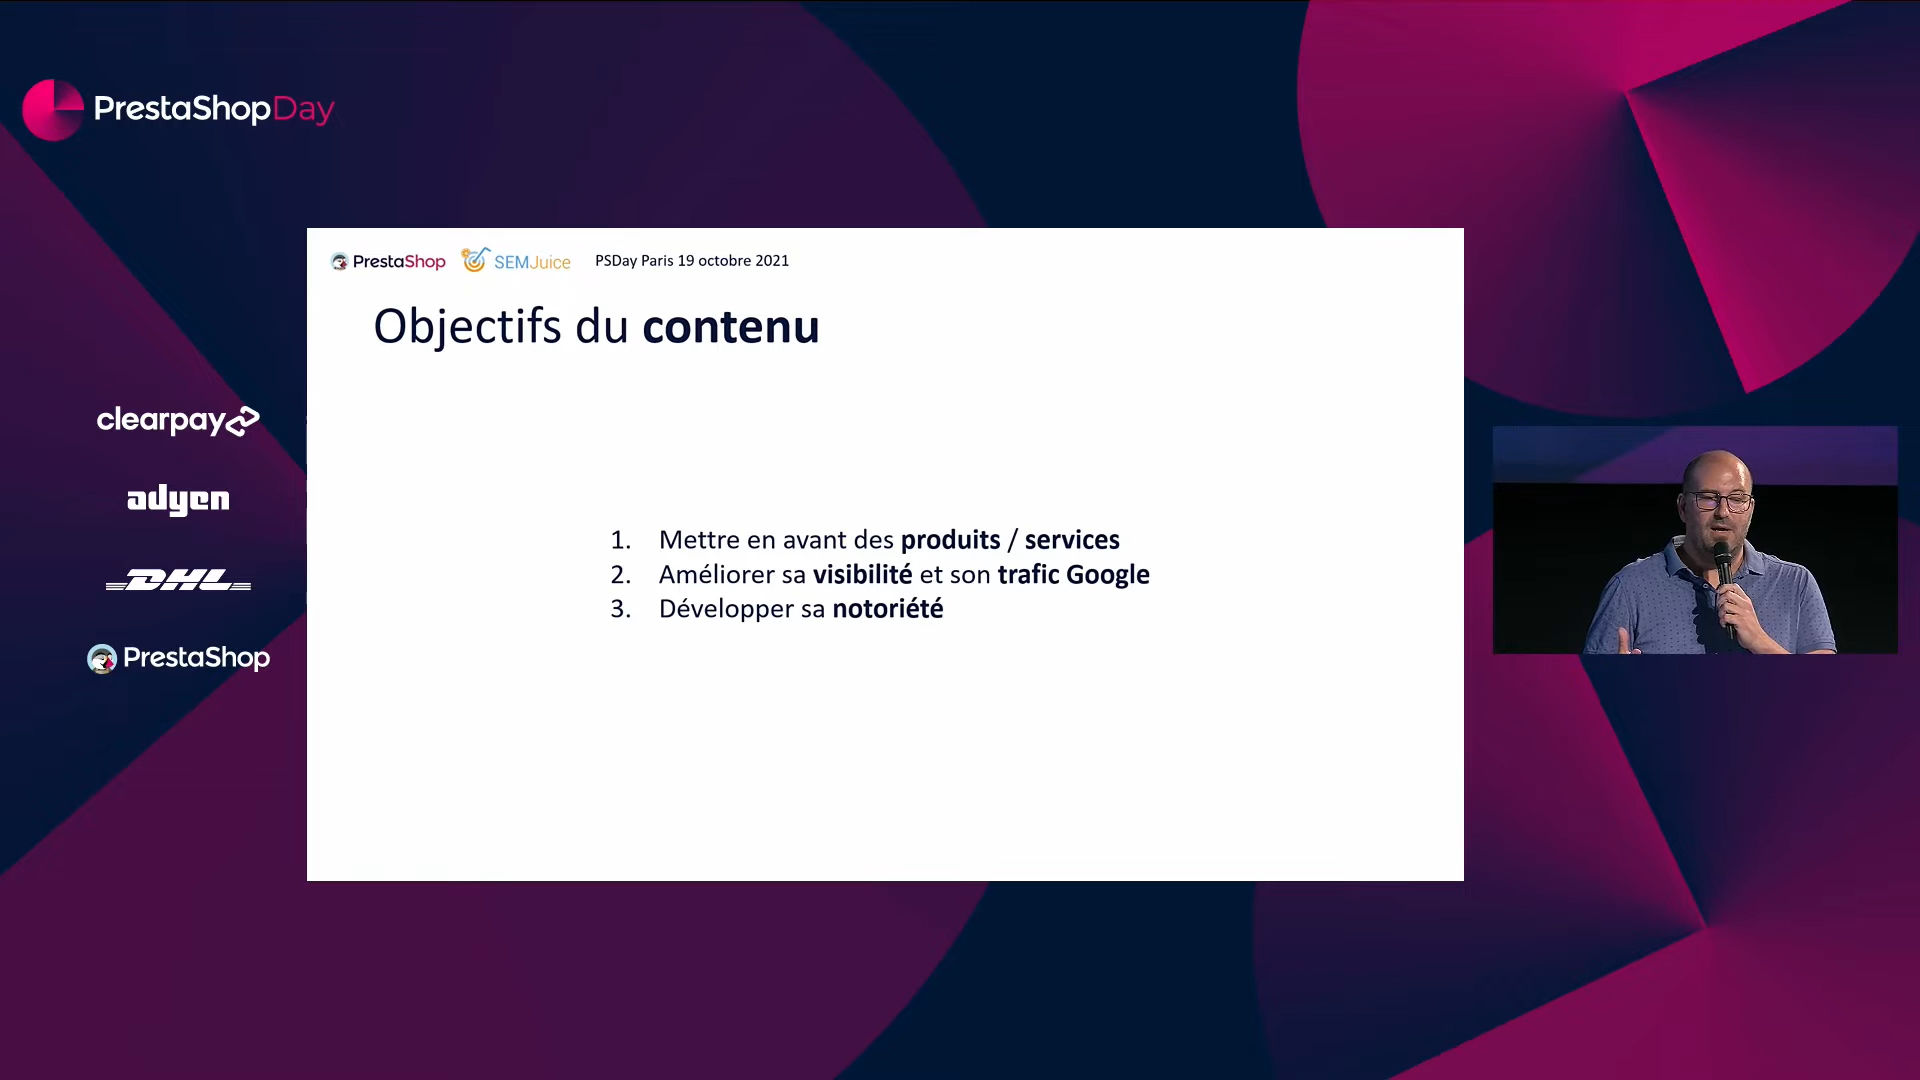 PrestaShopDay
PrestaShop SEMJuice PSDay Paris 19 octobre 2021
Objectifs du contenu
clearpay
adyen
DHL
PrestaShop
1. Mettre en avant des produits / services
2. Améliorer sa visibilité et son trafic Google
3. Développer sa notoriété